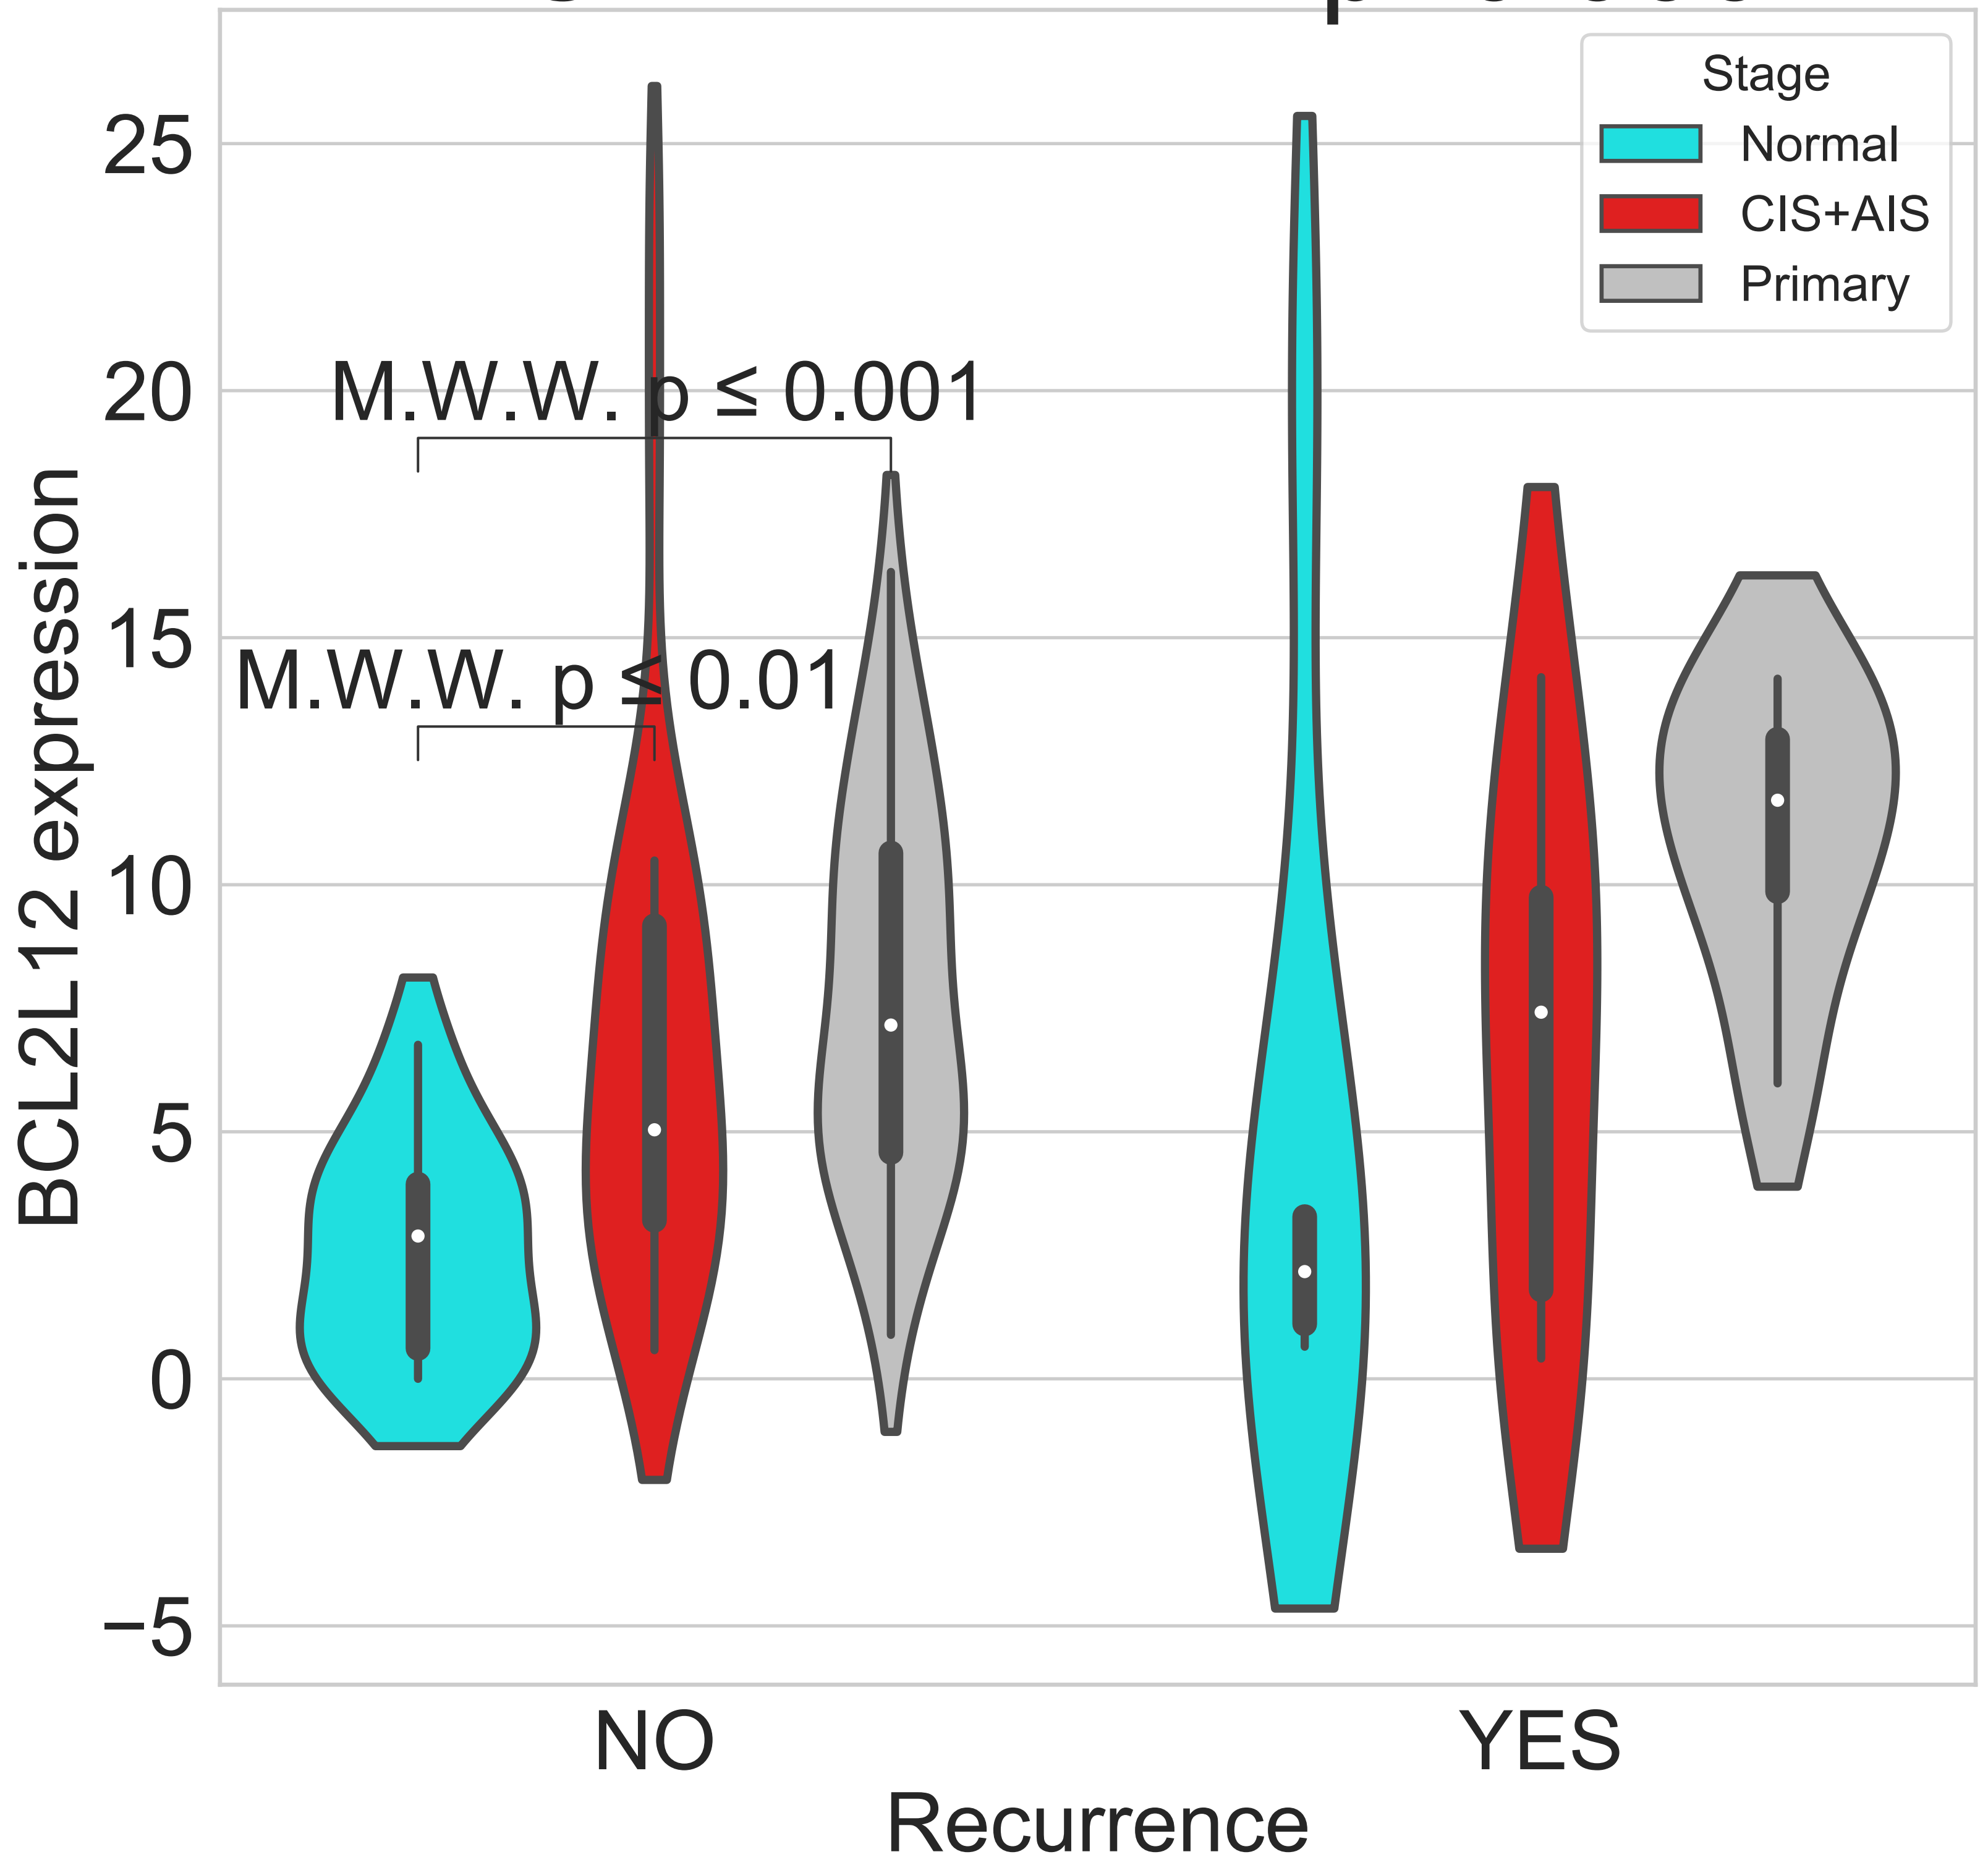 Stage
Normal
CIS+AIS
Primary
25
20
15
10
5
0
−5
M.W.W. p ≤ 0.001
M.W.W. p ≤ 0.01
BCL2L12 expression
NO
YES
Recurrence